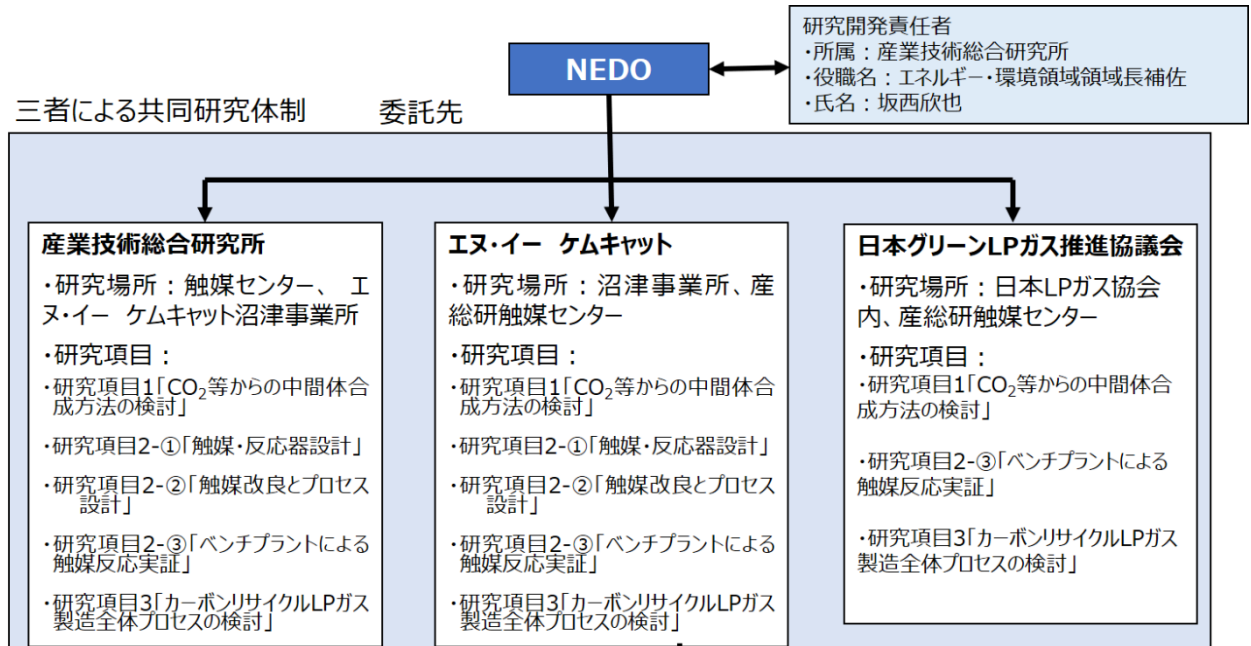 NEDO
研究開発責任者
・所属：産業技術総合研究所
・役職名：エネルギー・環境領域領域長補佐
・氏名：坂西欣也
三者による共同研究体制
委託先
産業技術総合研究所
・研究場所：触媒センター、 エ
ヌ・イー ケムキャット沼津事業所
・研究項目：
・研究項目1「CO₂等からの中間体合
成方法の検討」
・研究項目2-①「触媒・反応器設計」
・研究項目2-②「触媒改良とプロセス
設計」
・研究項目2-③「ベンチプラントによる
触媒反応実証」
・研究項目3「カーボンリサイクルLPガス
製造全体プロセスの検討」
エヌ・イー ケムキャット
・研究場所：沼津事業所、産
総研触媒センター
・研究項目：
・研究項目1「CO₂等からの中間体合
成方法の検討」
・研究項目2-①「触媒・反応器設計」
・研究項目2-②「触媒改良とプロセス
設計」
・研究項目2-③「ベンチプラントによる
触媒反応実証」
・研究項目3「カーボンリサイクルLPガス
製造全体プロセスの検討」
日本グリーンLPガス推進協議会
・研究場所：日本LPガス協会
内、産総研触媒センター
・研究項目：
・研究項目1「CO₂等からの中間体合
成方法の検討」
・研究項目2-③「ベンチプラントによる
触媒反応実証」
・研究項目3「カーボンリサイクルLPガス
製造全体プロセスの検討」